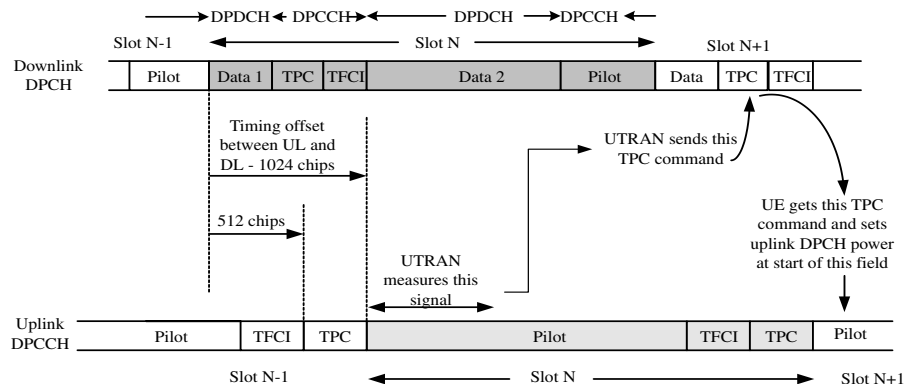 DPDCH DPCCH DPDCH DPCCH
Slot N-1 Slot N Slot N+1
Downlink
DPCH
Pilot Data 1 TPC TFCI Data 2 Pilot Data TPC TFCI
Timing offset
between UL and
DL - 1024 chips
UTRAN sends this
TPC command
512 chips
UE gets this TPC
command and sets
uplink DPCH power
at start of this field
UTRAN
measures this
signal
Uplink
DPCCH
Pilot TFCI TPC Pilot TFCI TPC Pilot
Slot N-1 Slot N Slot N+1